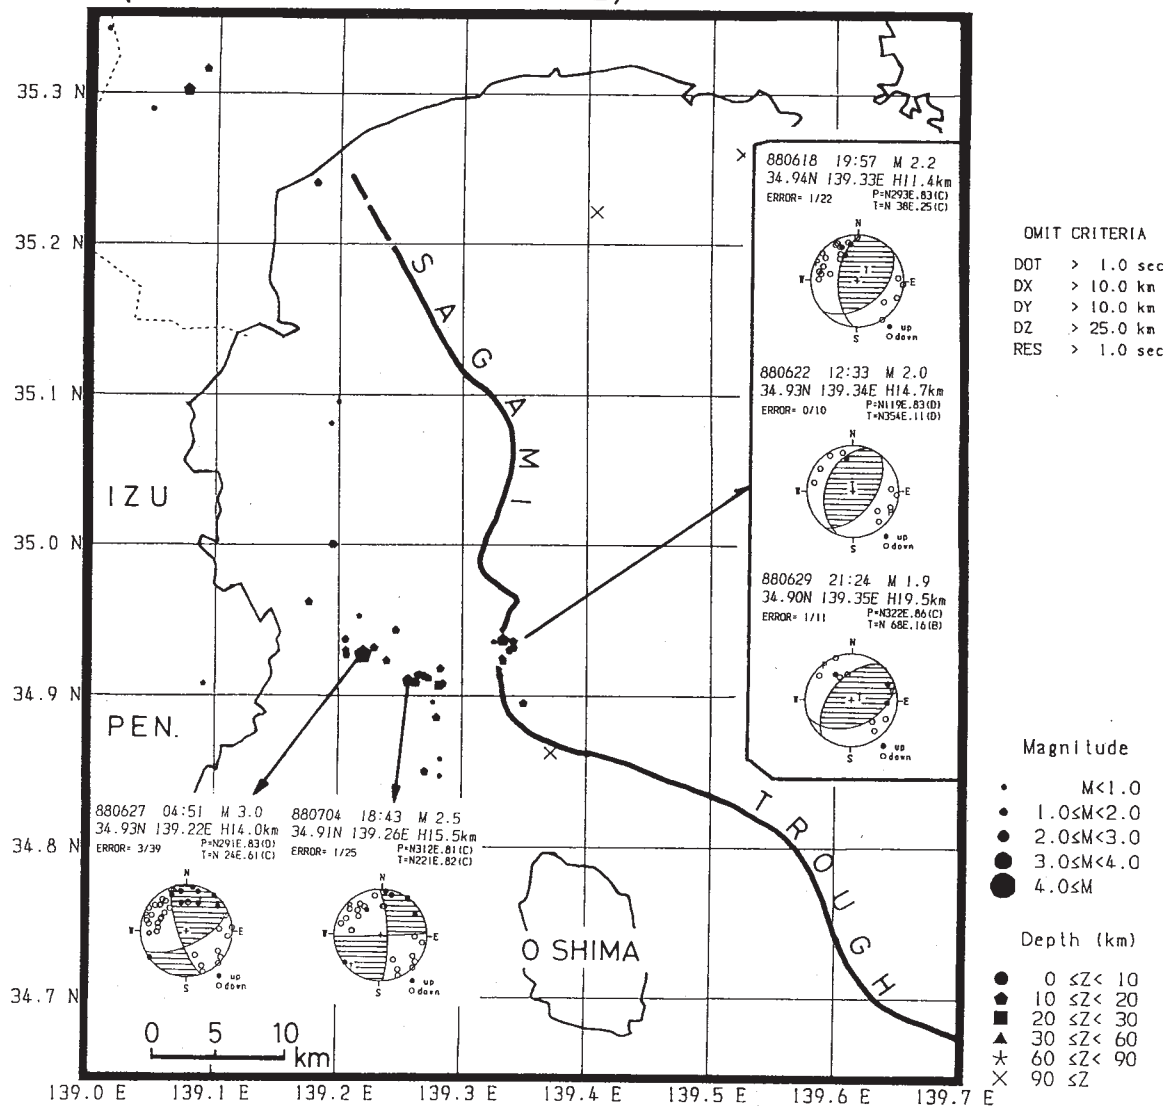 35.3 N
35.2 N
35.1 N
35.0 N
34.9 N
34.8 N
34.7 N
139.0 E
139.1 E
139.2 E
139.3 E
139.4 E
139.5 E
139.6 E
139.7 E
SAGAMI
TROUGH
IZU
PEN.
O SHIMA
0 5 10
km
880618 19:57 M 2.2
34.94N 139.33E H11.4km
ERROR= 1/22
P=N293E.83(C)
T=N 38E.25(C)
N
W
E
S
T
up
down
880622 12:33 M 2.0
34.93N 139.34E H14.7km
ERROR= 0/10
P=N119E.83(D)
T=N354E.11(D)
N
W
E
S
P
up
down
880629 21:24 M 1.9
34.90N 139.35E H19.5km
ERROR= 1/11
P=N322E.86(C)
T=N 68E.16(B)
N
W
E
S
P
T
up
down
880627 04:51 M 3.0
34.93N 139.22E H14.0km
ERROR= 3/39
P=N291E.83(D)
T=N 24E.61(C)
N
W
E
S
up
down
880704 18:43 M 2.5
34.91N 139.26E H15.5km
ERROR= 1/25
P=N312E.81(C)
T=N221E.82(C)
N
W
E
S
T
up
down
OMIT CRITERIA
DOT > 1.0 sec
DX > 10.0 km
DY > 10.0 km
DZ > 25.0 km
RES > 1.0 sec
Magnitude
M<1.0
1.0≤M<2.0
2.0≤M<3.0
3.0≤M<4.0
4.0≤M
Depth (km)
0 ≤Z< 10
10 ≤Z< 20
20 ≤Z< 30
30 ≤Z< 60
60 ≤Z< 90
90 ≤Z